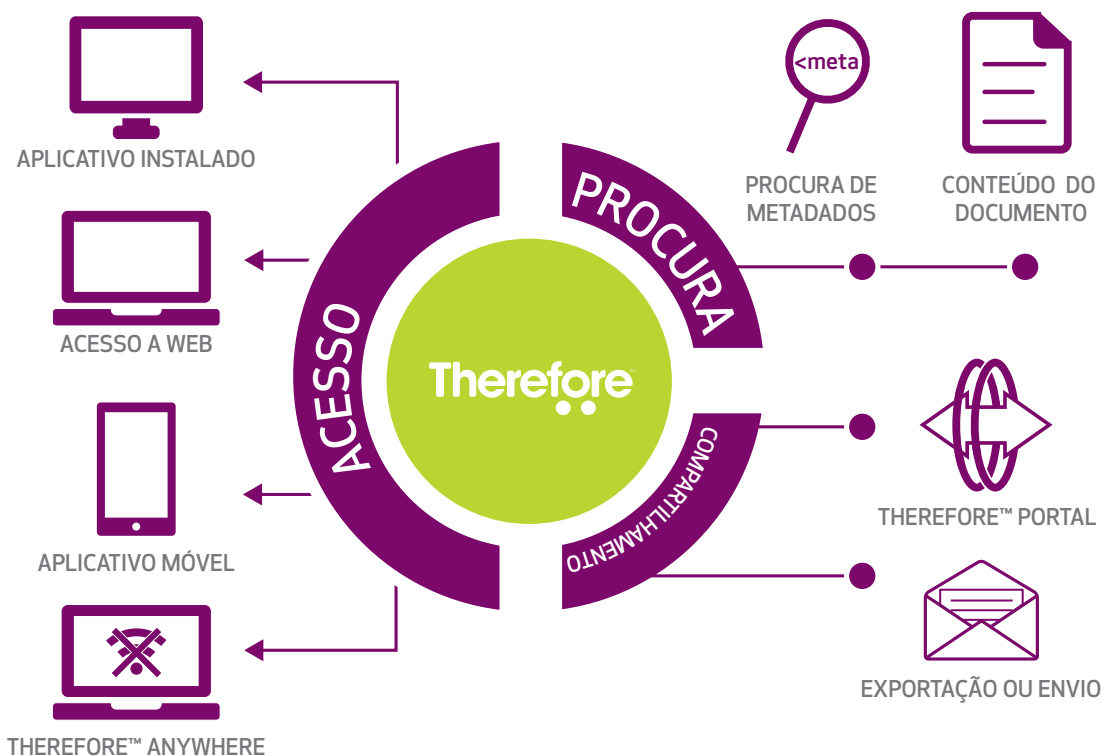 APLICATIVO INSTALADO
ACESSO A WEB
APLICATIVO MÓVEL
THEREFORE™ ANYWHERE
ACESSO
Therefore™
PROCURA
COMPARTILHAMENTO
<meta
PROCURA DE
METADADOS
CONTEÚDO DO
DOCUMENTO
THEREFORE™ PORTAL
EXPORTAÇÃO OU ENVIO